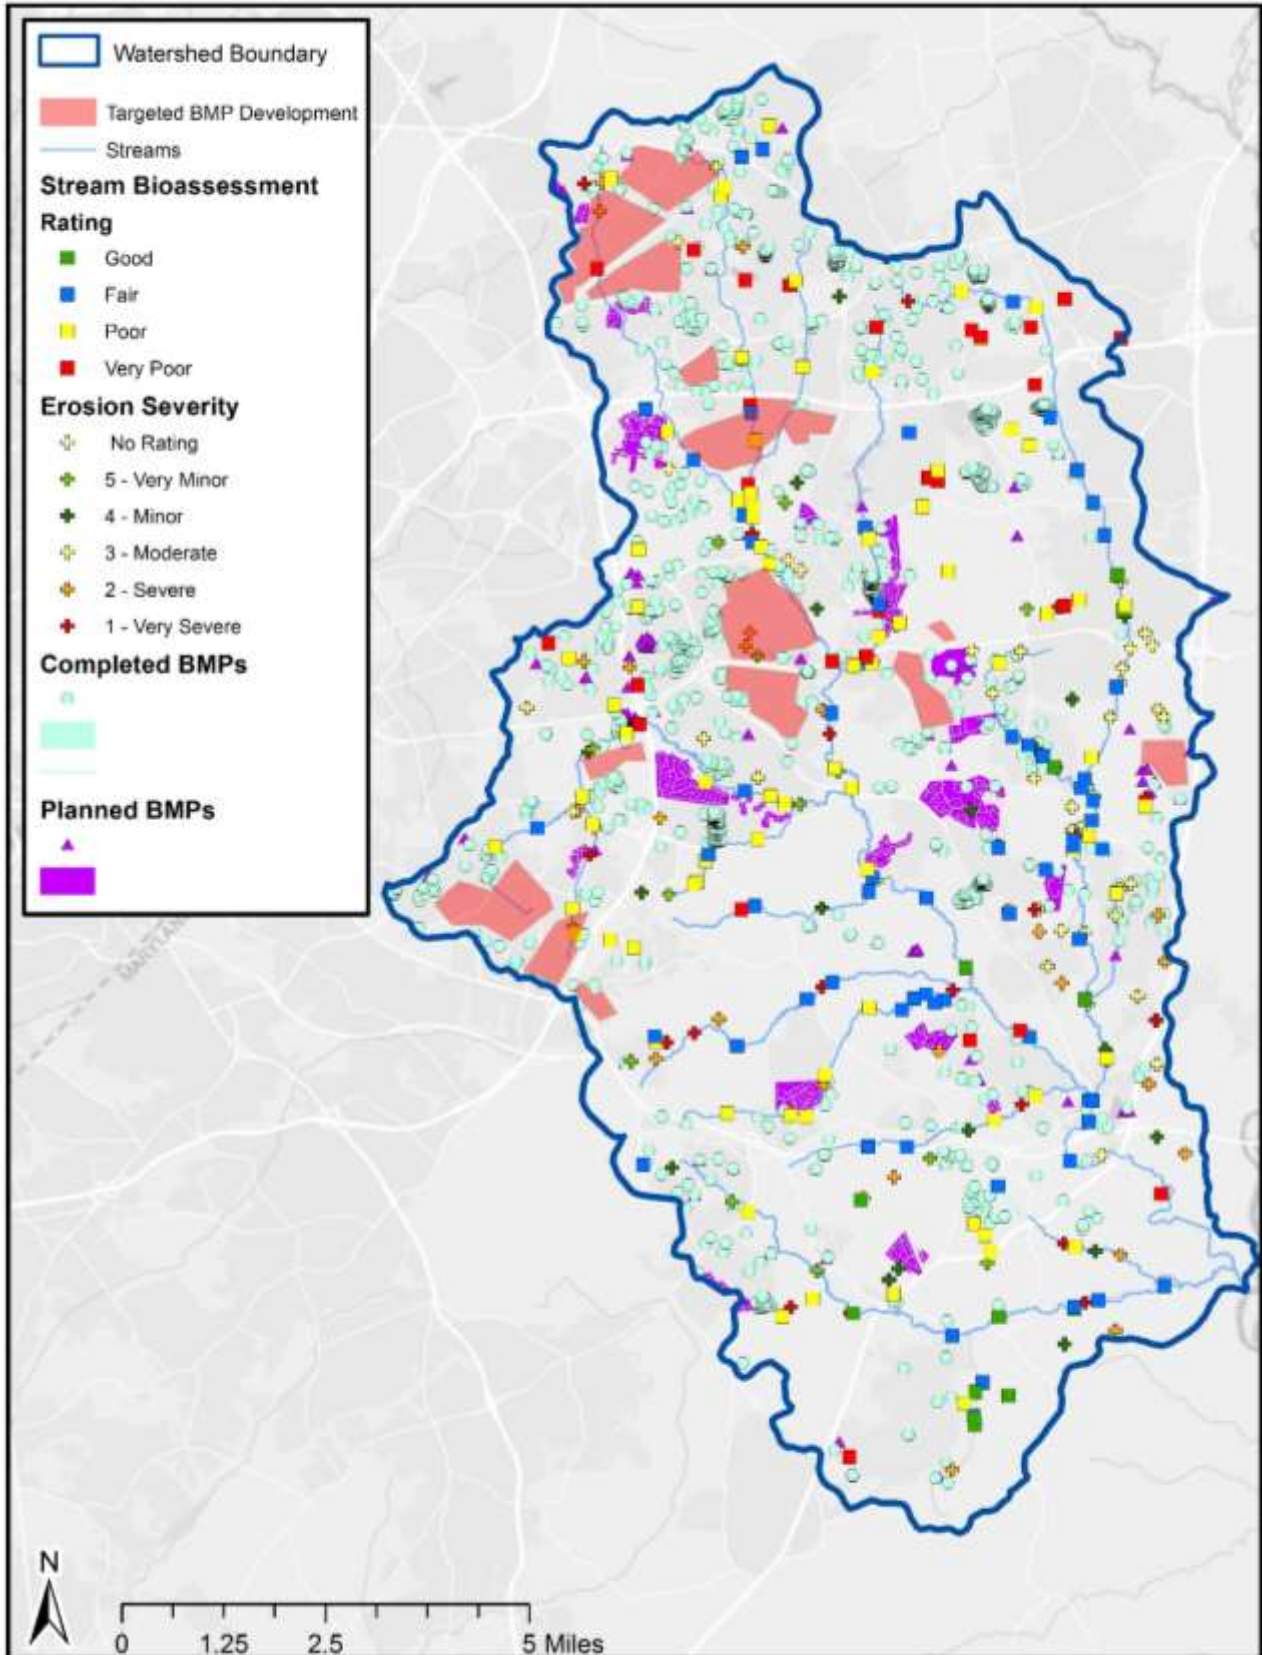 Watershed Boundary
Targeted BMP Development
Streams
Stream Bioassessment
Rating
Good
Fair
Poor
Very Poor
Erosion Severity
No Rating
5 - Very Minor
4 - Minor
3 - Moderate
2 - Severe
1 - Very Severe
Completed BMPs
Planned BMPs
N
0 1.25 2.5 5 Miles